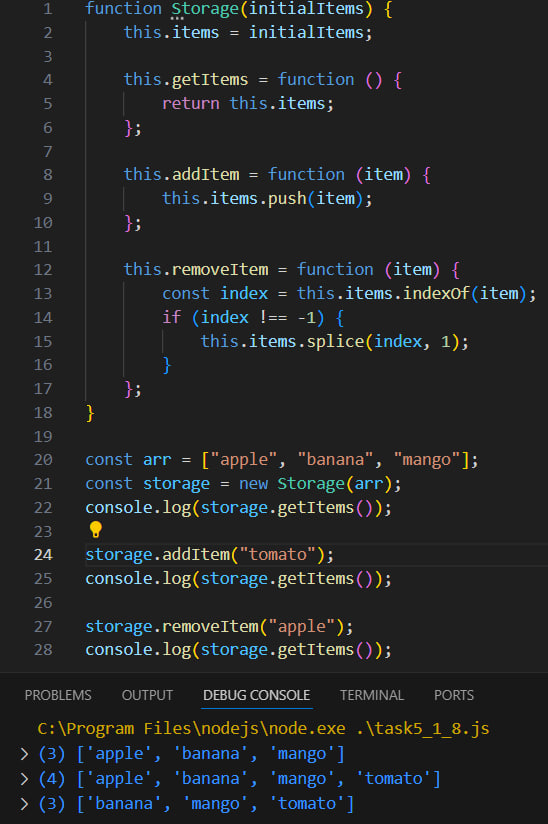 1 function Storage(initialItems) {
2     this.items = initialItems;
3
4     this.getItems = function () {
5         return this.items;
6     };
7
8     this.addItem = function (item) {
9         this.items.push(item);
10     };
11
12     this.removeItem = function (item) {
13         const index = this.items.indexOf(item);
14         if (index !== -1) {
15             this.items.splice(index, 1);
16         }
17     };
18 }
19
20 const arr = ["apple", "banana", "mango"];
21 const storage = new Storage(arr);
22 console.log(storage.getItems());
23
24 storage.addItem("tomato");
25 console.log(storage.getItems());
26
27 storage.removeItem("apple");
28 console.log(storage.getItems());
PROBLEMS OUTPUT DEBUG CONSOLE TERMINAL PORTS
C:\Program Files\nodejs\node.exe .\task5_1_8.js
> (3) ['apple', 'banana', 'mango']
> (4) ['apple', 'banana', 'mango', 'tomato']
> (3) ['banana', 'mango', 'tomato']